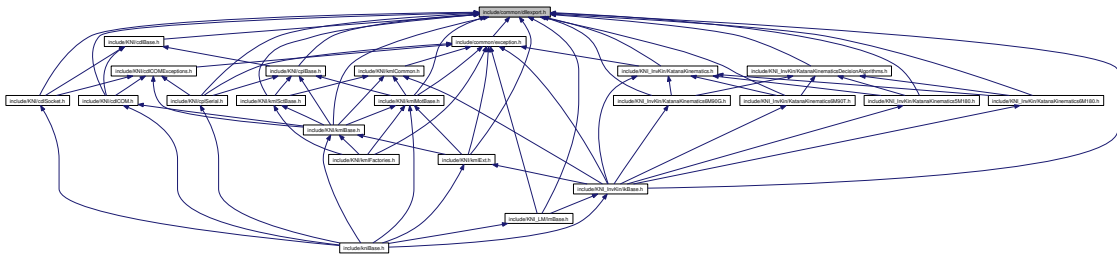 include/common/dllexport.h
include/KNI/cdlBase.h
include/common/exception.h
include/KNI/cdlCOMExceptions.h
include/KNI/cplBase.h
include/KNI/kmlCommon.h
include/KNI_InvKin/KatanaKinematics.h
include/KNI_InvKin/KatanaKinematicsDecisionAlgorithms.h
include/KNI/cdlSocket.h
include/KNI/cdlCOM.h
include/KNI/cplSerial.h
include/KNI/kmlSctBase.h
include/KNI/kmlMotBase.h
include/KNI_InvKin/KatanaKinematics6M90G.h
include/KNI_InvKin/KatanaKinematics6M90T.h
include/KNI_InvKin/KatanaKinematics5M180.h
include/KNI_InvKin/KatanaKinematics6M180.h
include/KNI/kmlBase.h
include/KNI/kmlFactories.h
include/KNI/kmlExt.h
include/KNI_InvKin/ikBase.h
include/KNI_LM/lmBase.h
include/kniBase.h